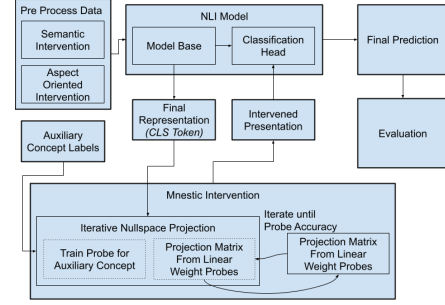 Pre Process Data
Semantic
Intervention
Aspect
Oriented
Intervention
NLI Model
Model Base
Classification
Head
Final Prediction
Auxiliary
Concept Labels
Final
Representation
(CLS Token)
Intervened
Presentation
Evaluation
Mnestic Intervention
Iterative Nullspace Projection
Train Probe for
Auxiliary Concept
Projection Matrix
From Linear
Weight Probes
Iterate until
Probe Accuracy
Projection Matrix
From Linear
Weight Probes